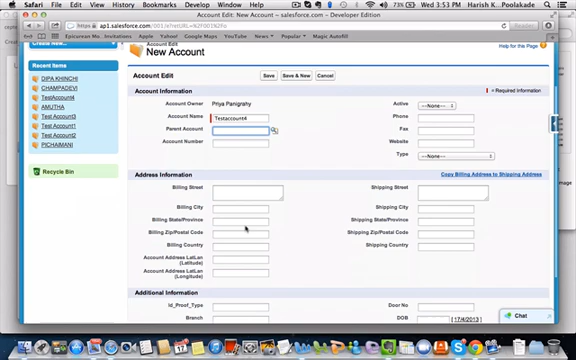 Safari File Edit View History Bookmarks Window Help
Wed 3:53 PM Harish K Poolakade
Account Edit: New Account ~ salesforce.com - Developer Edition
ap1.salesforce.com
Epicurean Mo...Invitations Apple Yahoo! Google Maps YouTube News Popular Magic Autofill
New Account
Help for this Page
Recent Items
DIPA KHINCHI
CHAMPADEVI
TestAccount4
AMUTHA
Test Account3
Test Account1
Test Account2
PICHAIMANI
Recycle Bin
Account Edit Save Save & New Cancel
Account Information = Required Information
Account Owner Priya Panigrahy Active --None--
Account Name Testaccount4 Phone
Parent Account Fax
Account Number Website
Type --None--
Address Information Copy Billing Address to Shipping Address
Billing Street Shipping Street
Billing City Shipping City
Billing State/Province Shipping State/Province
Billing Zip/Postal Code Shipping Zip/Postal Code
Billing Country Shipping Country
Account Address LatLan (Latitude)
Account Address LatLan (Longitude)
Additional Information
Id_Proof_Type Door No
Branch DOB [ 17/4/2013 ]
Chat